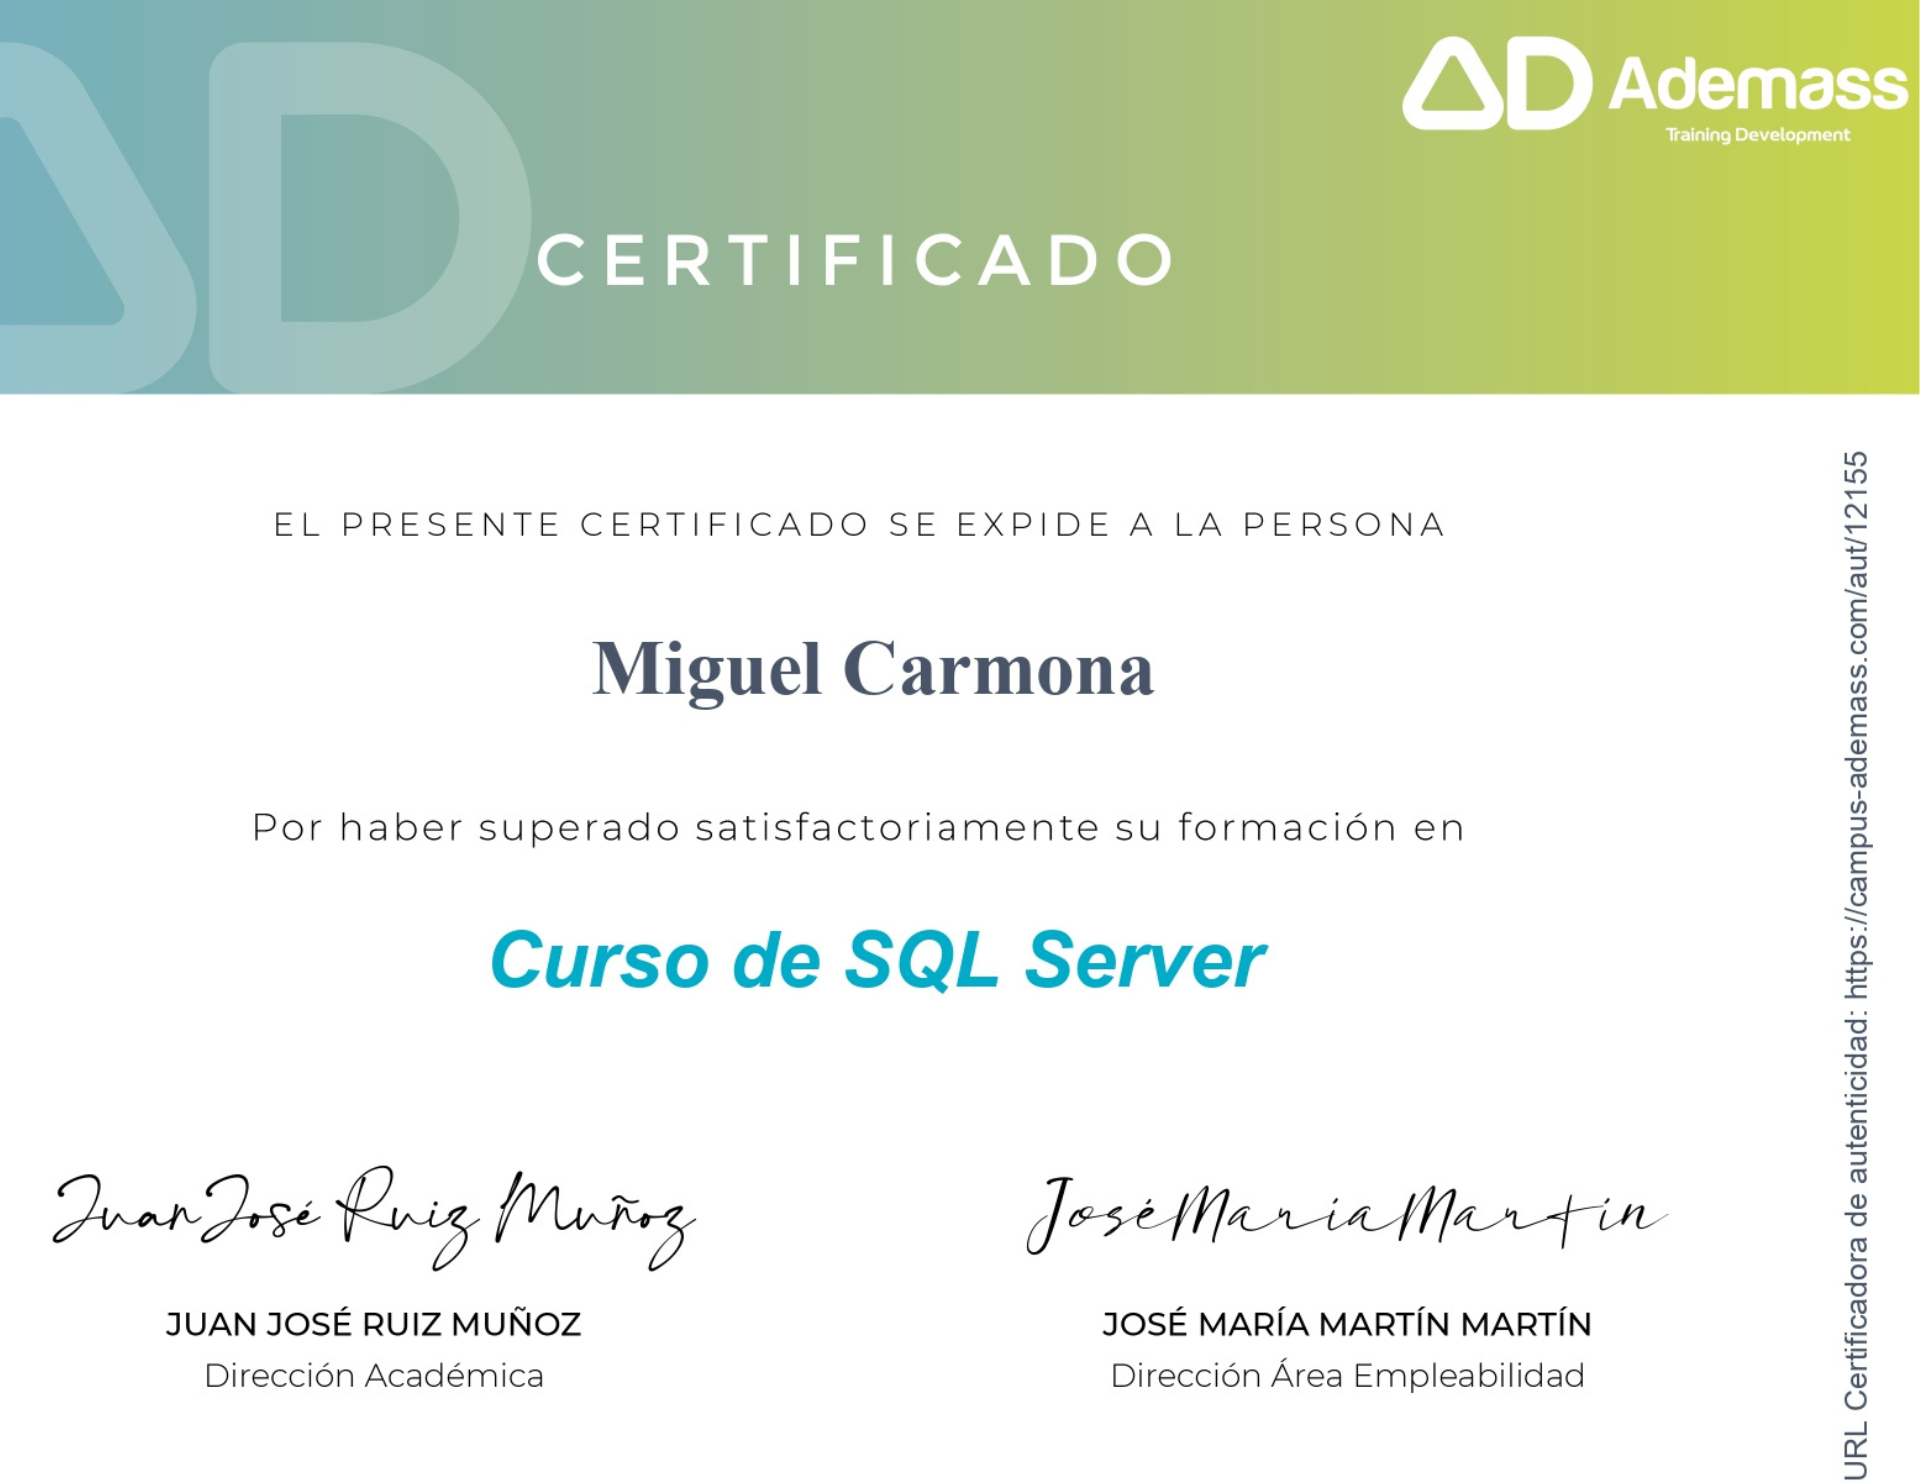 AD Ademass
Training Development
CERTIFICADO
EL PRESENTE CERTIFICADO SE EXPIDE A LA PERSONA
Miguel Carmona
Por haber superado satisfactoriamente su formación en
Curso de SQL Server
Juan José Ruiz Muñoz
José María Martín
JUAN JOSÉ RUIZ MUÑOZ
Dirección Académica
JOSÉ MARÍA MARTÍN MARTÍN
Dirección Área Empleabilidad
URL Certificadora de autenticidad: https://campus-ademass.com/aut/12155